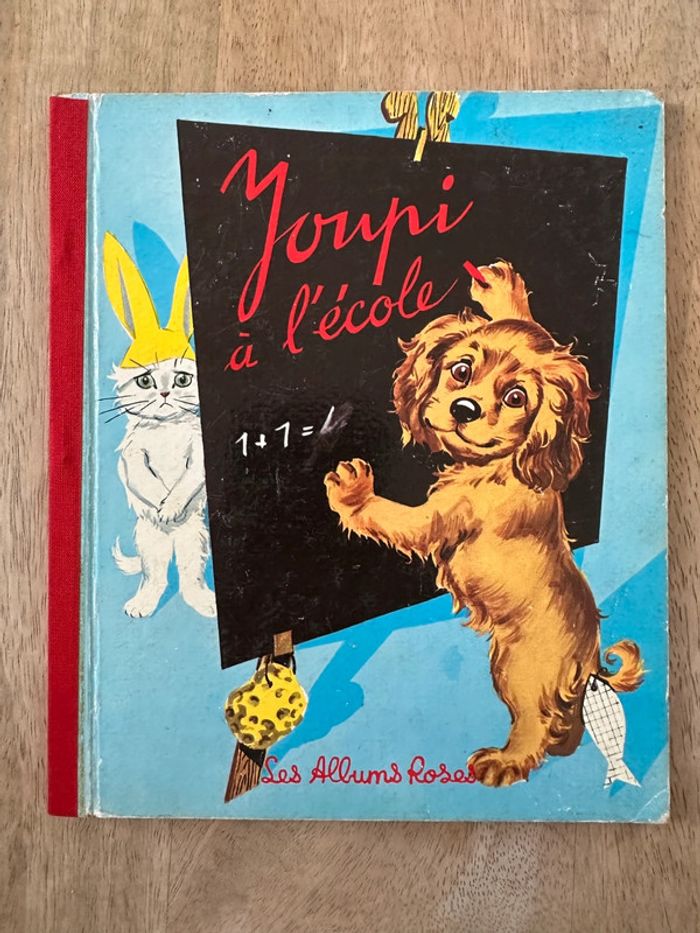 Youpi
à l'école
1+1=
Les Albums Roses